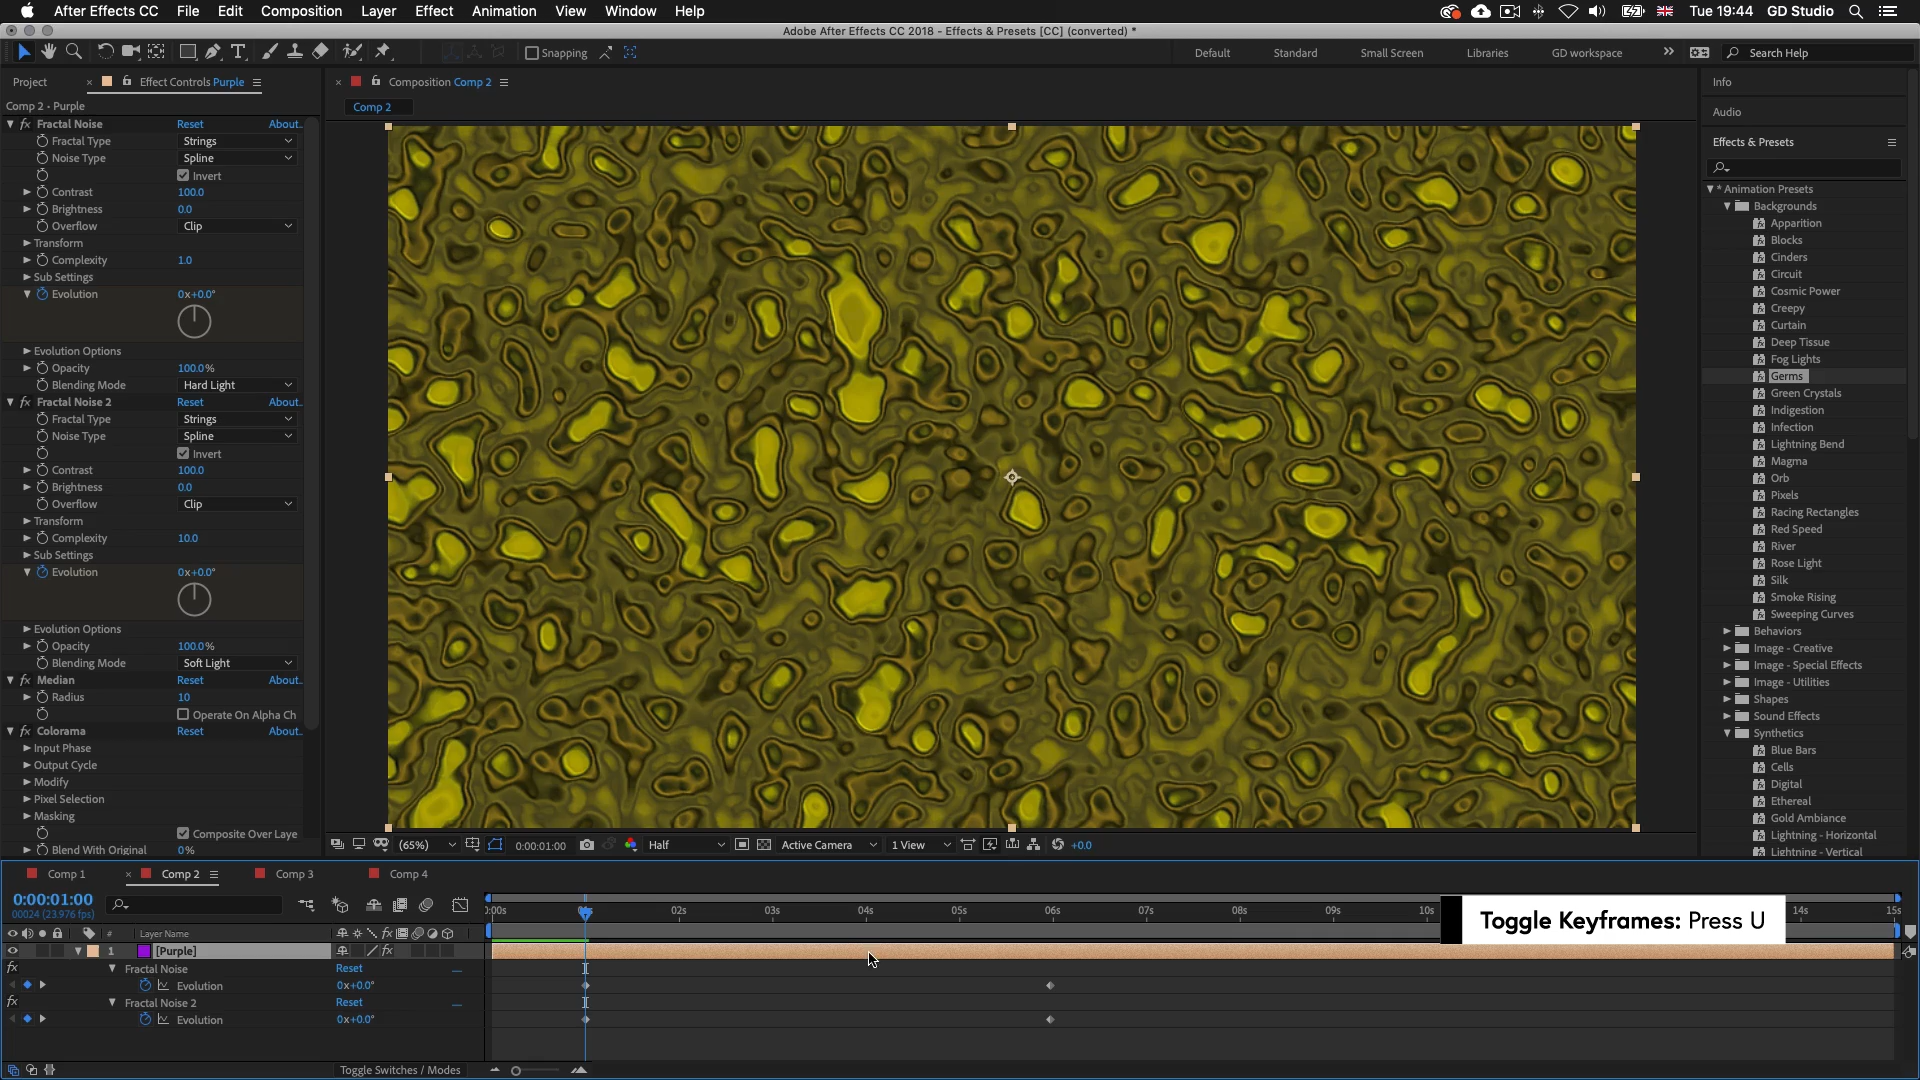 After Effects CC File Edit Composition Layer Effect Animation View Window Help Tue 19:44 GD Studio
Adobe After Effects CC 2018 - Effects & Presets [CC] (converted) *
Snapping Default Standard Small Screen Libraries GD workspace Search Help
Project Effect Controls Purple
Composition Comp 2
Info
Comp 2 • Purple
Comp 2
Audio
Fractal Noise Reset About..
Fractal Type Strings
Noise Type Spline
Invert
Contrast 100.0
Brightness 0.0
Overflow Clip
Transform
Complexity 1.0
Sub Settings
Evolution 0x+0.0°
Evolution Options
Opacity 100.0%
Blending Mode Hard Light
Fractal Noise 2 Reset About..
Fractal Type Strings
Noise Type Spline
Invert
Contrast 100.0
Brightness 0.0
Overflow Clip
Transform
Complexity 10.0
Sub Settings
Evolution 0x+0.0°
Evolution Options
Opacity 100.0%
Blending Mode Soft Light
Median Reset About..
Radius 10
Operate On Alpha Ch
Colorama Reset About..
Input Phase
Output Cycle
Modify
Pixel Selection
Masking
Composite Over Laye
Blend With Original 0%
Effects & Presets
* Animation Presets
Backgrounds
Apparition
Blocks
Cinders
Circuit
Cosmic Power
Creepy
Curtain
Deep Tissue
Fog Lights
Germs
Green Crystals
Indigestion
Infection
Lightning Bend
Magma
Orb
Pixels
Racing Rectangles
Red Speed
River
Rose Light
Silk
Smoke Rising
Sweeping Curves
Behaviors
Image - Creative
Image - Special Effects
Image - Utilities
Shapes
Sound Effects
Synthetics
Blue Bars
Cells
Digital
Ethereal
Gold Ambiance
Lightning - Horizontal
Lightning - Vertical
(65%) 0:00:01:00 Half Active Camera 1 View +0.0
Comp 1 Comp 2 Comp 3 Comp 4
0:00:01:00
00024 (23.976 fps)
0:00s 02s 03s 04s 05s 06s 07s 08s 09s 10s 14s 15s
Toggle Keyframes: Press U
# Layer Name
1 [Purple]
Fractal Noise Reset
Evolution 0x+0.0°
Fractal Noise 2 Reset
Evolution 0x+0.0°
Toggle Switches / Modes